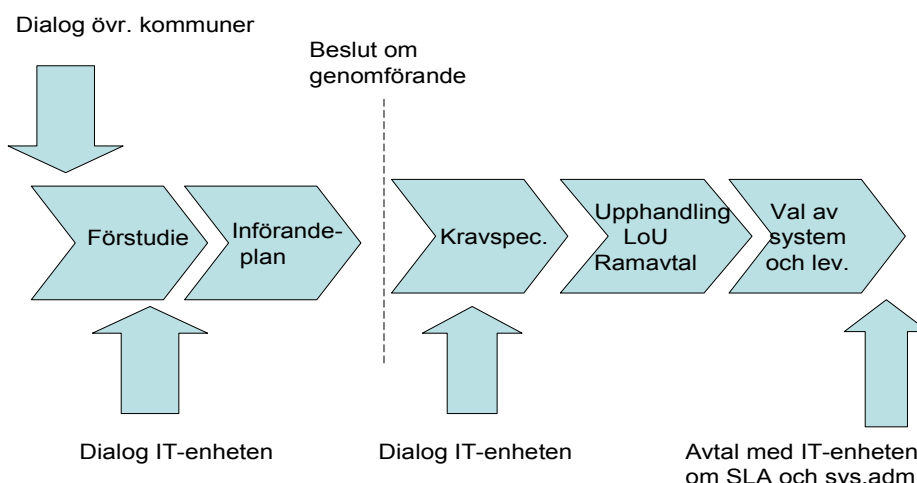 Dialog övr. kommuner
Beslut om
genomförande
Förstudie
Införande-
plan
Kravspec.
Upphandling
LoU
Ramavtal
Val av
system
och lev.
Dialog IT-enheten
Dialog IT-enheten
Avtal med IT-enheten
om SLA och sys.adm